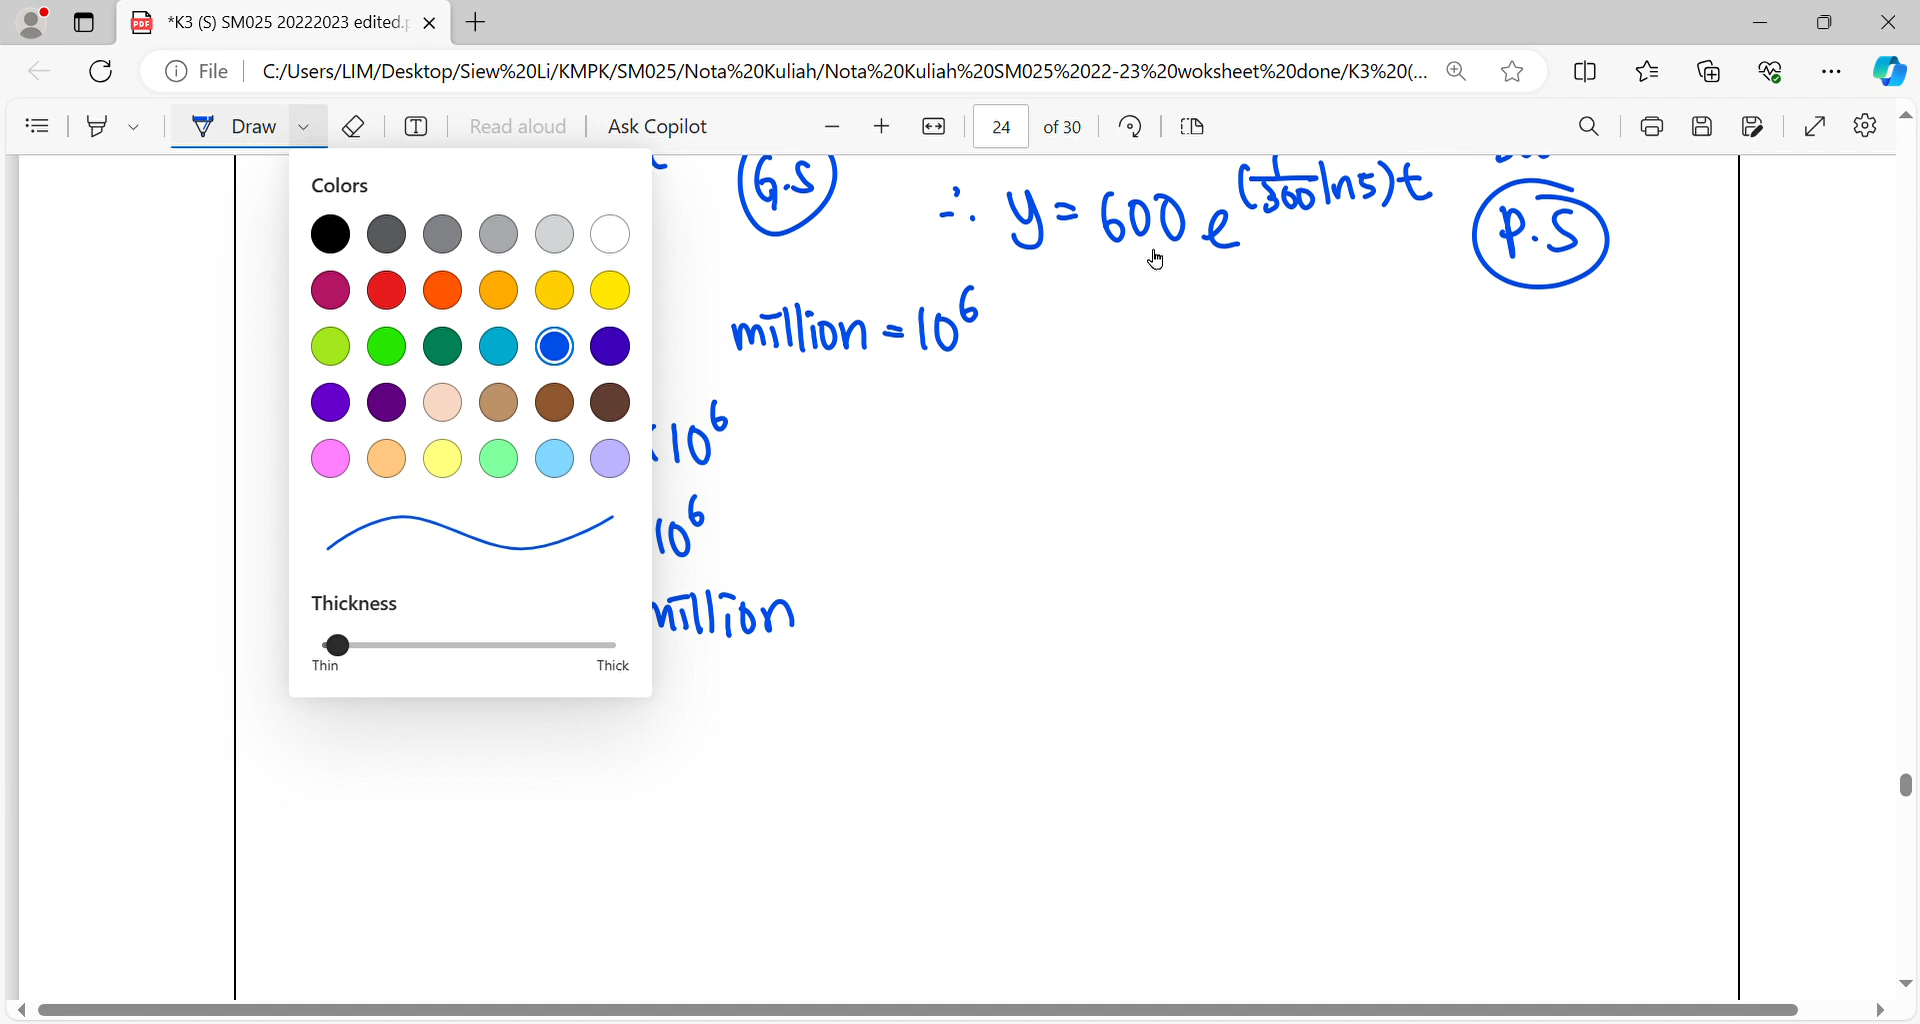 *K3 (S) SM025 20222023 edited.p
File
C:/Users/LIM/Desktop/Siew%20Li/KMPK/SM025/Nota%20Kuliah/Nota%20Kuliah%20SM025%2022-23%20woksheet%20done/K3%20(...
Draw
Read aloud
Ask Copilot
24 of 30
Colors
Thickness
Thin Thick
G.S
∴ y = 600 e^(1/300 ln5)t
P.S
million = 10^6
10^6
10^6
million